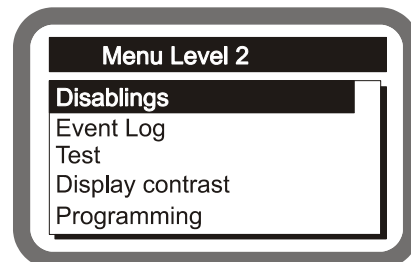 Menu Level 2
Disablings
Event Log
Test
Display contrast
Programming